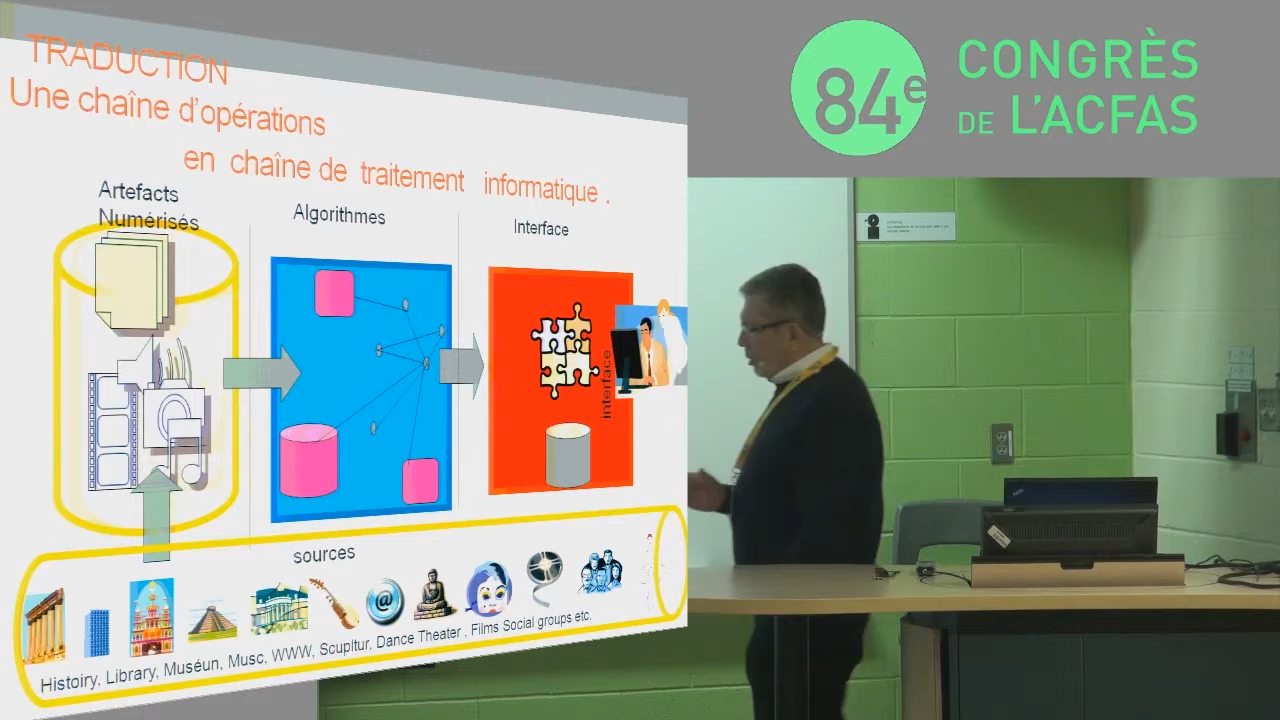 TRADUCTION
Une chaîne d'opérations
en chaîne de traitement informatique .
Artefacts
Numérisés
Algorithmes
Interface
interface
sources
@
Histoiry, Library, Muséun, Musc, WWW, Scupltur, Dance Theater , Films Social groups etc.
84e
CONGRÈS
DE L'ACFAS